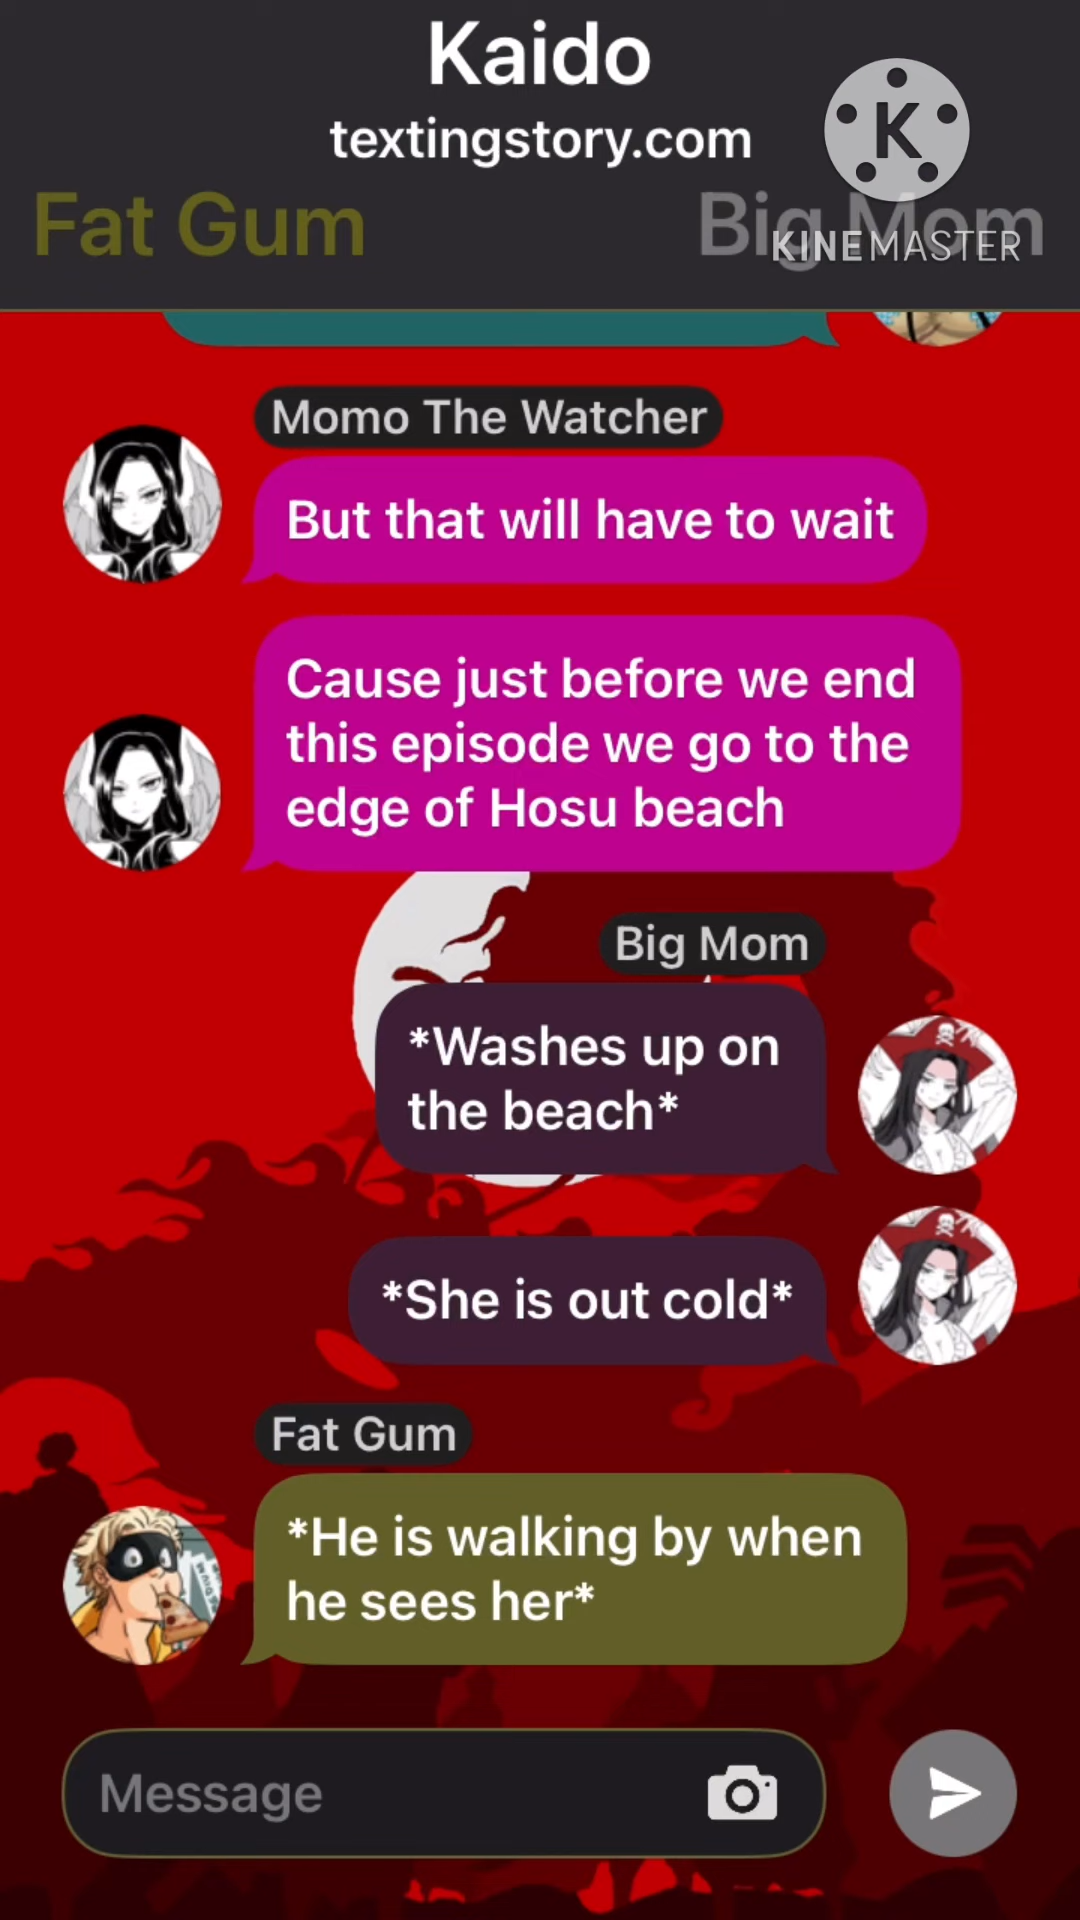 Kaido
textingstory.com
K
Fat Gum
Big Mom
KINEMASTER
Momo The Watcher
But that will have to wait
Cause just before we end
this episode we go to the
edge of Hosu beach
Big Mom
*Washes up on
the beach*
*She is out cold*
Fat Gum
*He is walking by when
he sees her*
Message